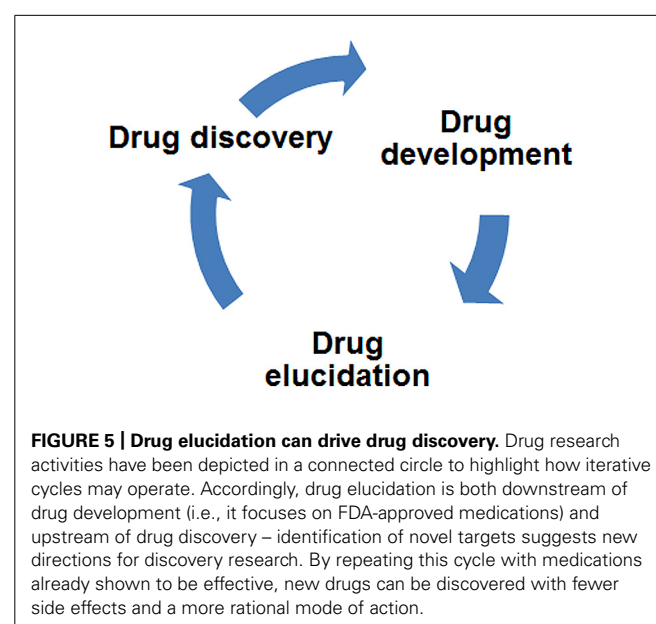 Drug discovery
Drug
development
Drug
elucidation
FIGURE 5 | Drug elucidation can drive drug discovery. Drug research
activities have been depicted in a connected circle to highlight how iterative
cycles may operate. Accordingly, drug elucidation is both downstream of
drug development (i.e., it focuses on FDA-approved medications) and
upstream of drug discovery – identification of novel targets suggests new
directions for discovery research. By repeating this cycle with medications
already shown to be effective, new drugs can be discovered with fewer
side effects and a more rational mode of action.